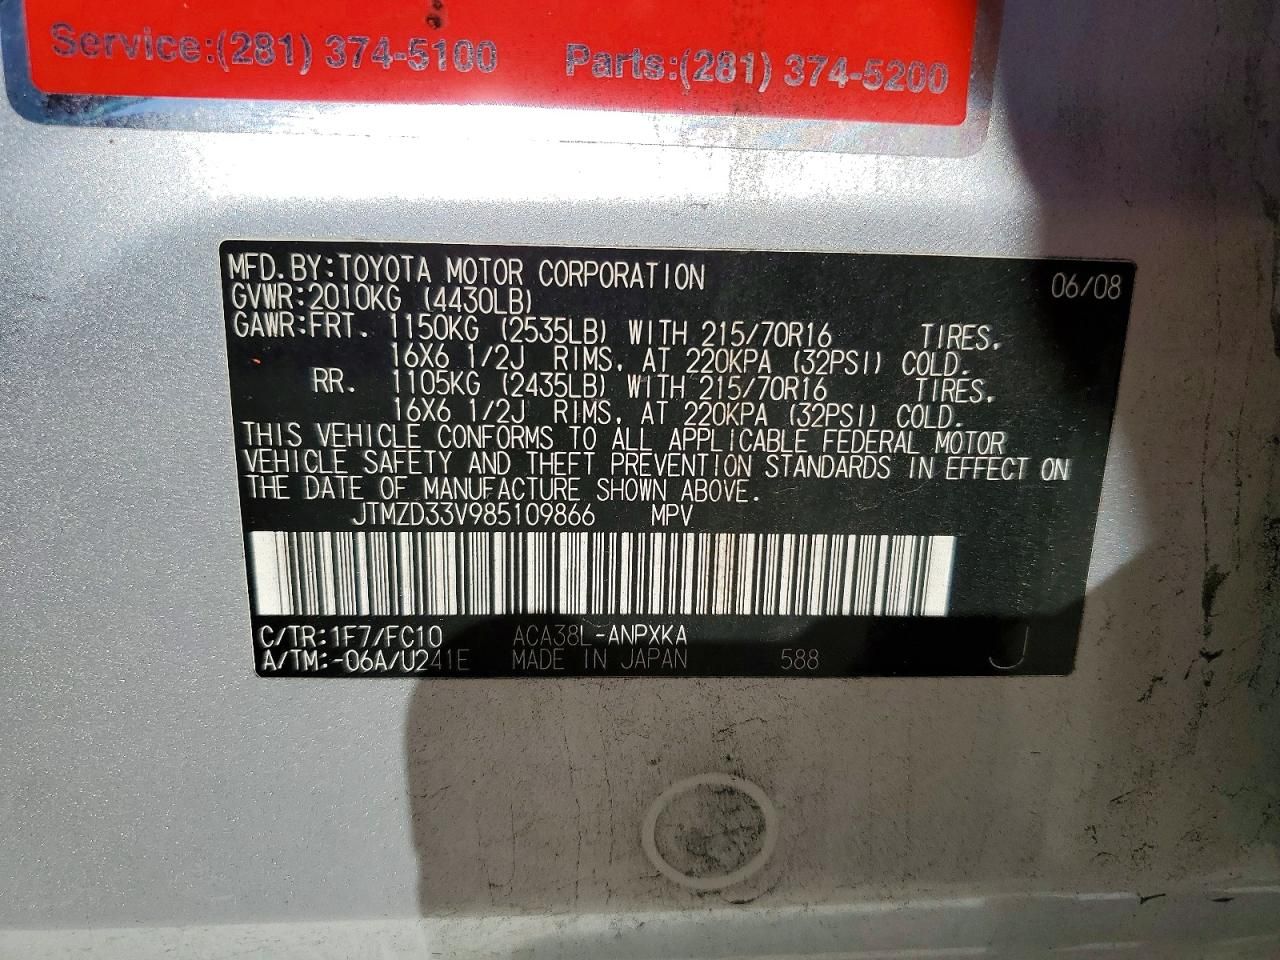 Service:(281) 374-5100 Parts:(281) 374-5200
MFD.BY:TOYOTA MOTOR CORPORATION 06/08
GVWR:2010KG (4430LB)
GAWR:FRT. 1150KG (2535LB) WITH 215/70R16 TIRES,
16X6 1/2J RIMS, AT 220KPA (32PSI) COLD.
RR. 1105KG (2435LB) WITH 215/70R16 TIRES,
16X6 1/2J RIMS, AT 220KPA (32PSI) COLD.
THIS VEHICLE CONFORMS TO ALL APPLICABLE FEDERAL MOTOR
VEHICLE SAFETY AND THEFT PREVENTION STANDARDS IN EFFECT ON
THE DATE OF MANUFACTURE SHOWN ABOVE.
JTMZD33V985109866 MPV
C/TR:1F7/FC10 ACA38L-ANPXKA
A/TM:-06A/U241E MADE IN JAPAN 588 J